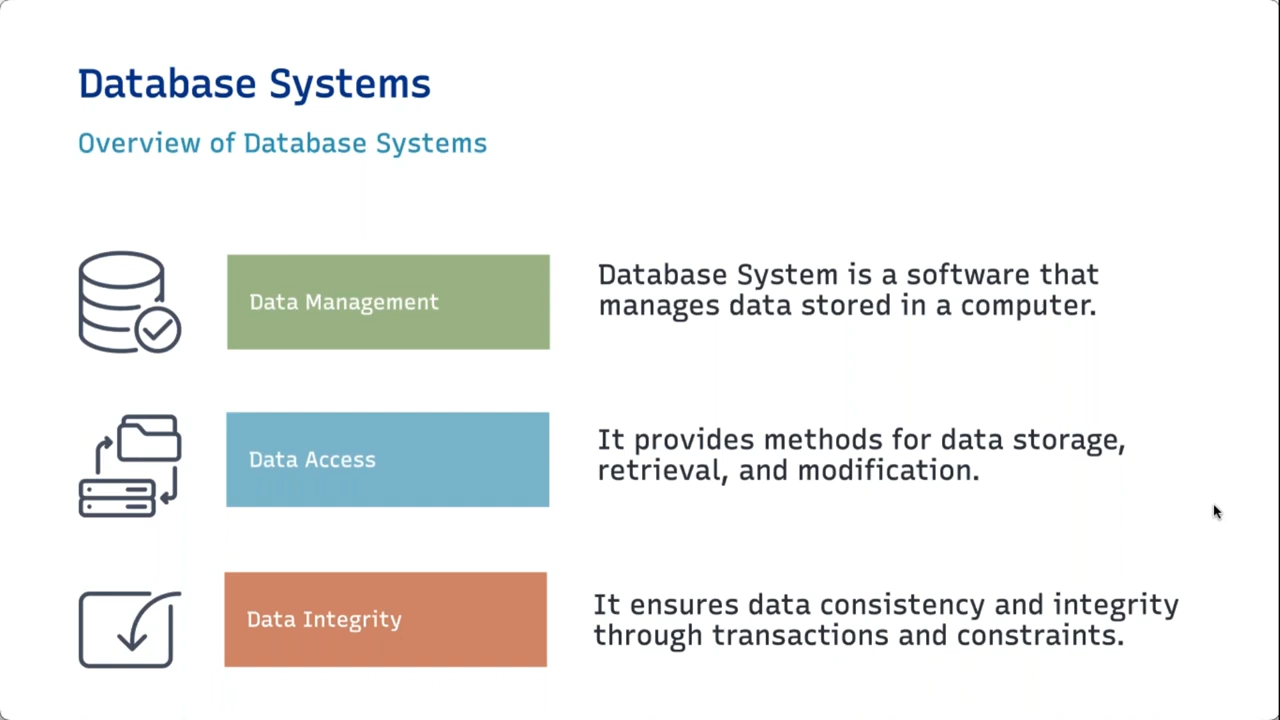 Database Systems
Overview of Database Systems
Data Management
Database System is a software that
manages data stored in a computer.
Data Access
It provides methods for data storage,
retrieval, and modification.
Data Integrity
It ensures data consistency and integrity
through transactions and constraints.